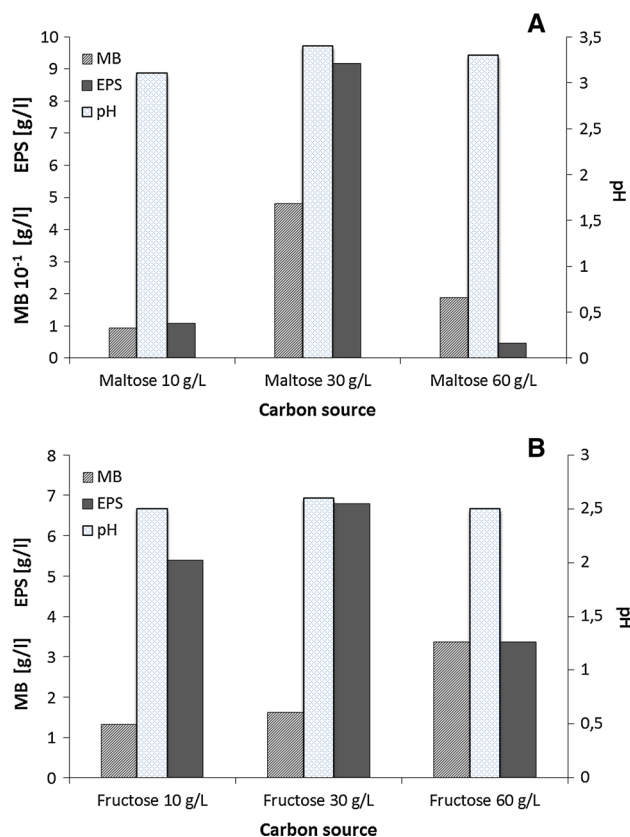 A
10
9
8
7
6
5
4
3
2
1
0
EPS [g/l]
MB 10⁻¹ [g/l]
MB
EPS
pH
3,5
3
2,5
2
1,5
1
0,5
0
pH
Maltose 10 g/L
Maltose 30 g/L
Maltose 60 g/L
Carbon source
B
8
7
6
5
4
3
2
1
0
EPS [g/l]
MB [g/l]
MB
EPS
pH
3
2,5
2
1,5
1
0,5
0
pH
Fructose 10 g/L
Fructose 30 g/L
Fructose 60 g/L
Carbon source